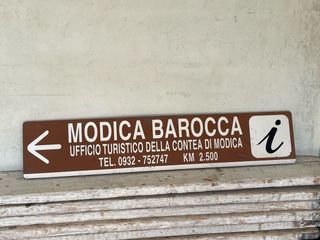 MODICA BAROCCA
UFFICIO TURISTICO DELLA CONTEA DI MODICA
TEL. 0932 - 752747 KM 2.500
i